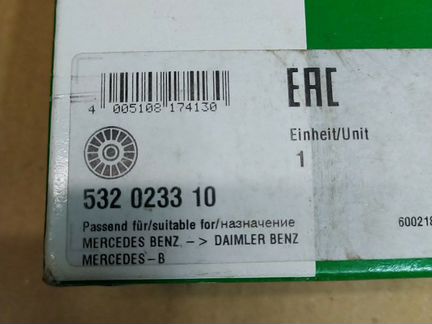 EAC
4 005108 174130
Einheit/Unit
1
532 0233 10
Passend für/suitable for/назначение
MERCEDES BENZ -> DAIMLER BENZ
MERCEDES-B
600218